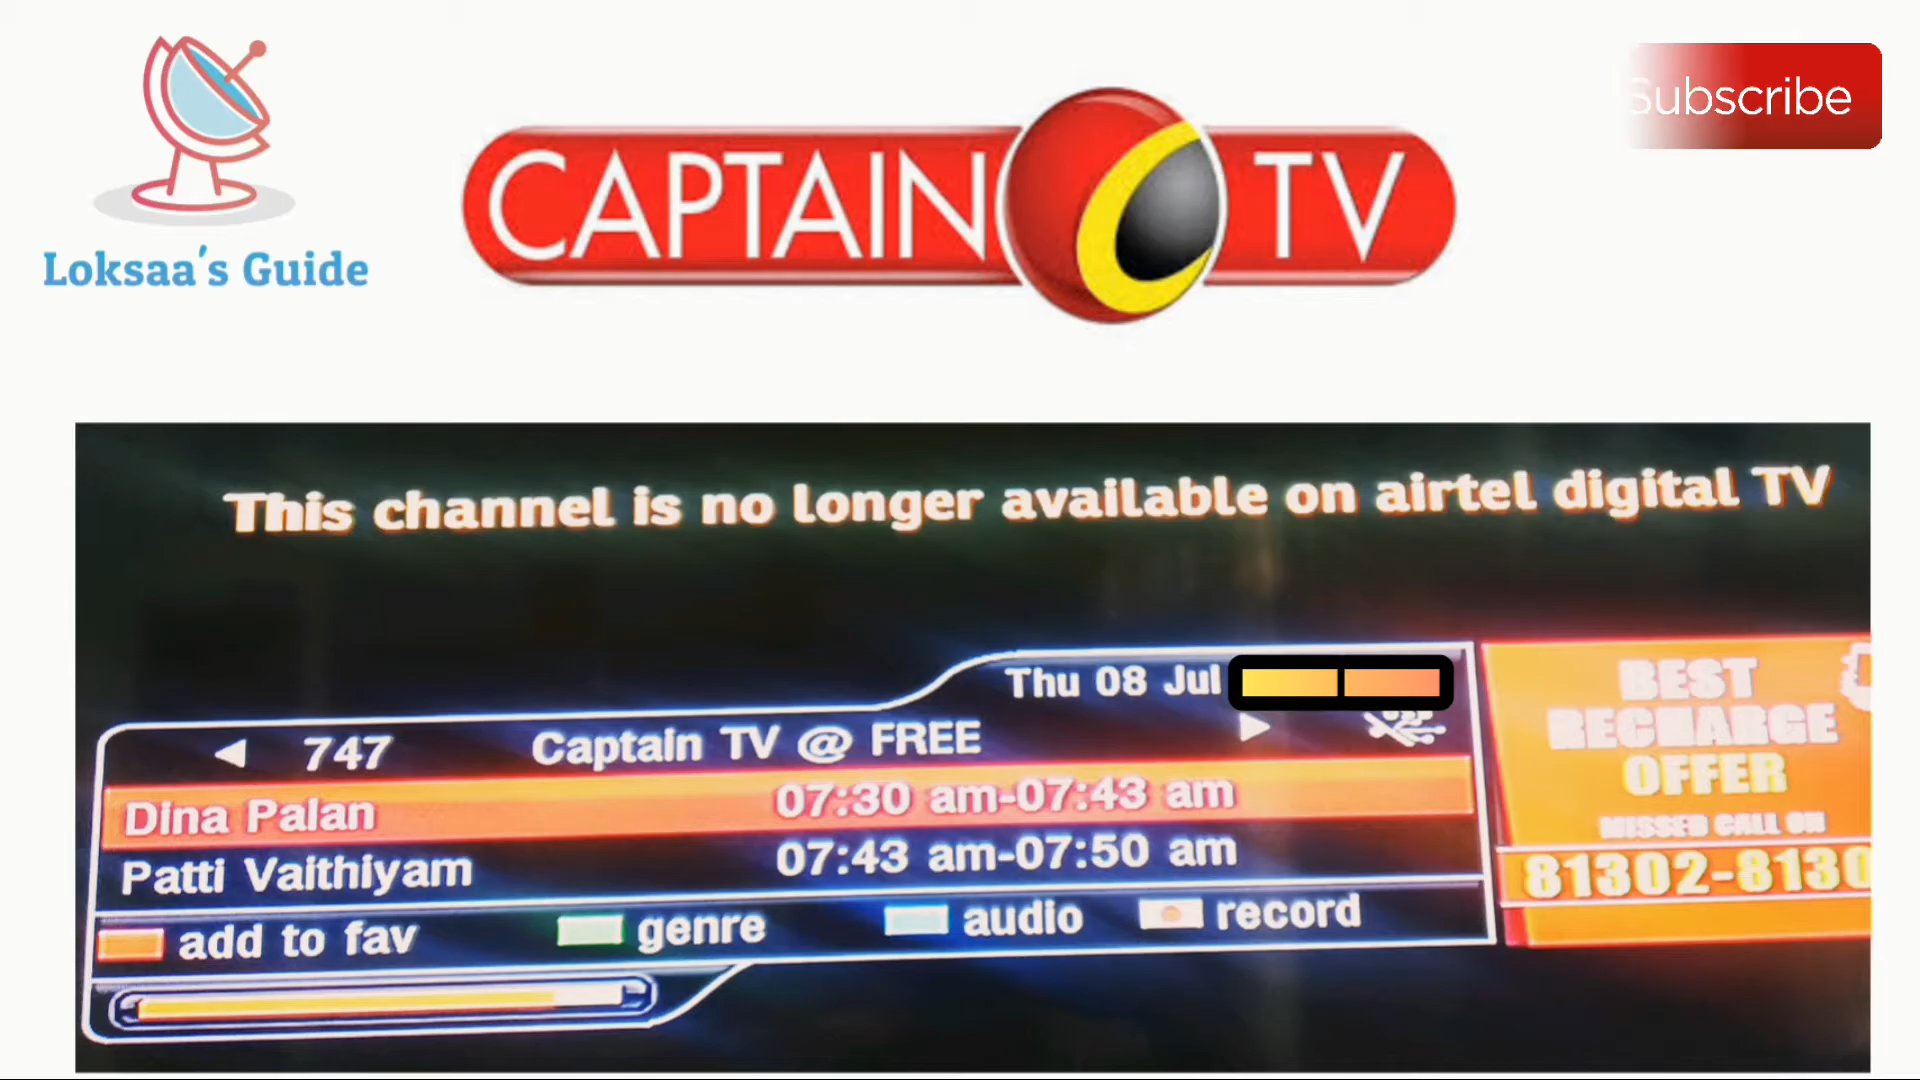 Loksaa's Guide
CAPTAIN TV
Subscribe
This channel is no longer available on airtel digital TV
Thu 08 Jul
747 Captain TV @ FREE
Dina Palan 07:30 am-07:43 am
Patti Vaithiyam 07:43 am-07:50 am
add to fav genre audio record
BEST
RECHARGE
OFFER
MISSED CALL ON
81302-8130